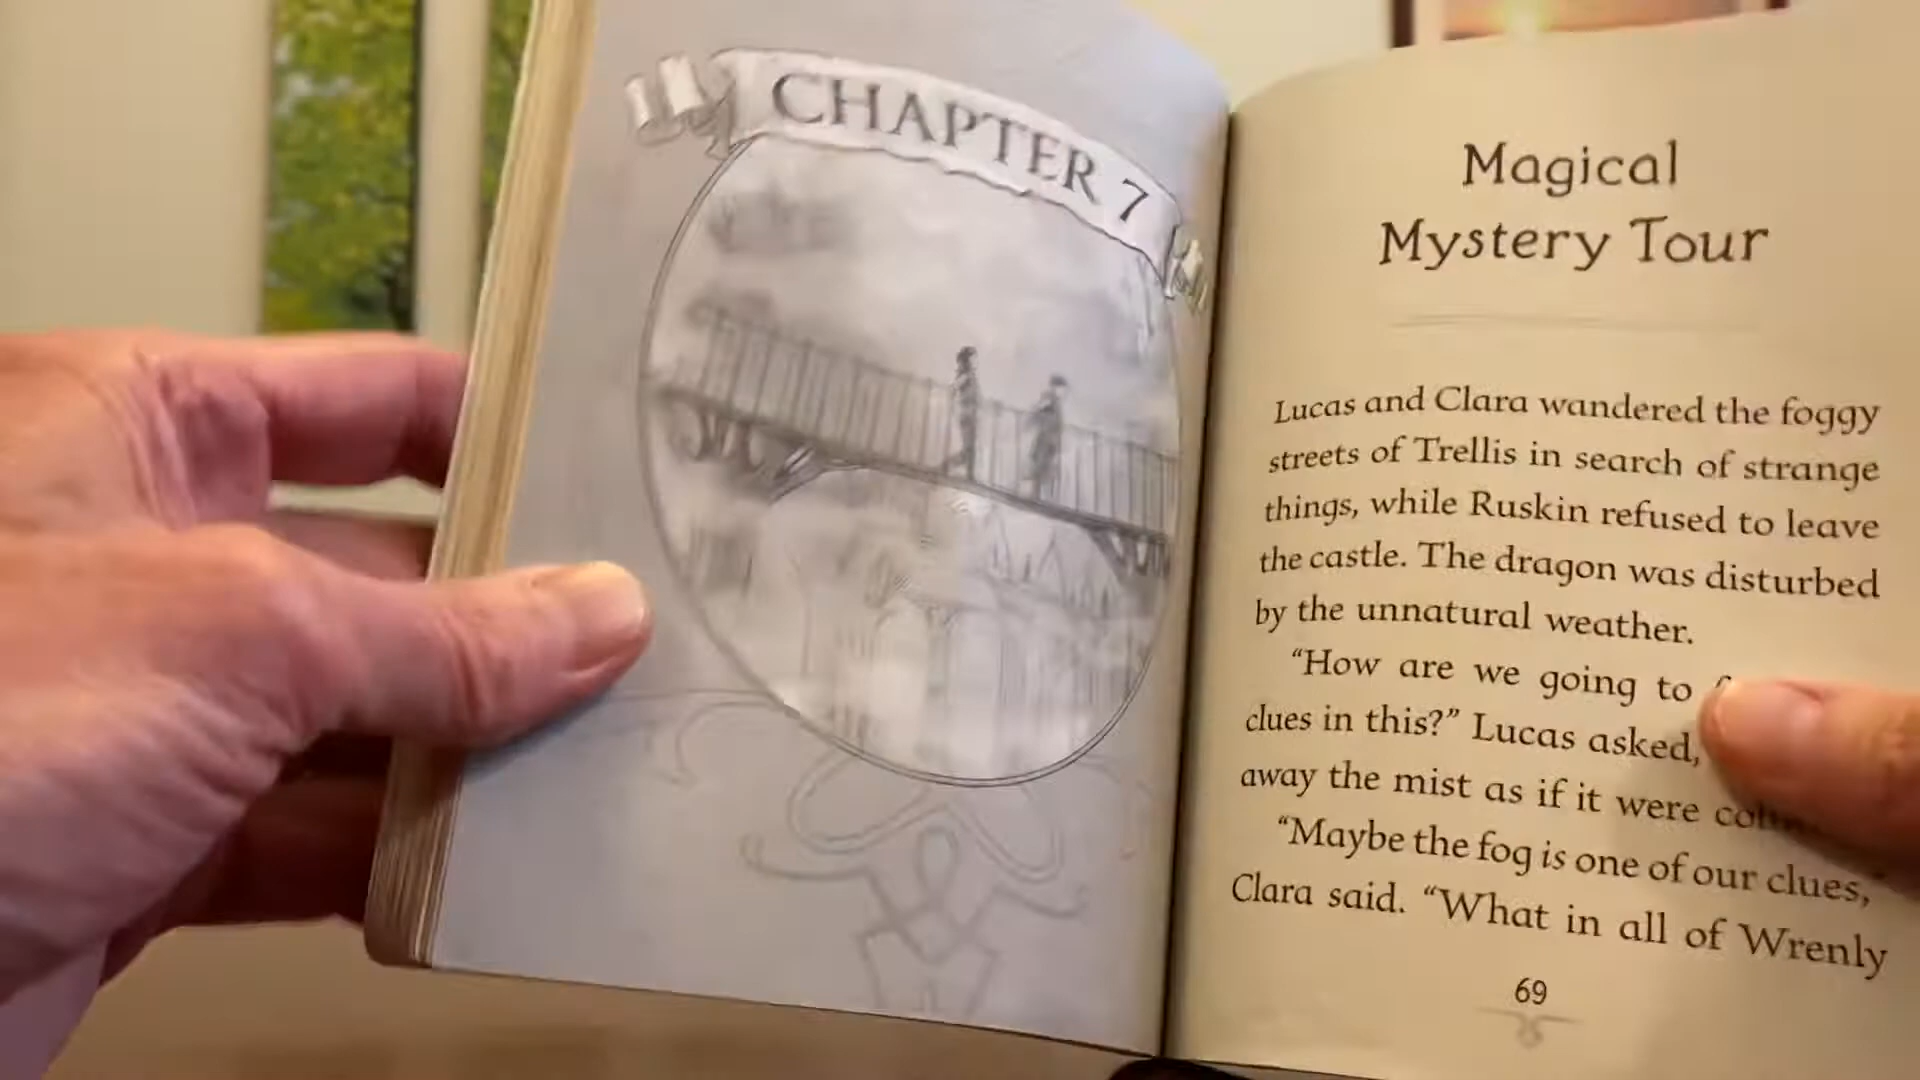 CHAPTER 7
Magical
Mystery Tour
Lucas and Clara wandered the foggy
streets of Trellis in search of strange
things, while Ruskin refused to leave
the castle. The dragon was disturbed
by the unnatural weather.
“How are we going to
clues in this?” Lucas asked,
away the mist as if it were
“Maybe the fog is one of our clues,”
Clara said. “What in all of Wrenly
69